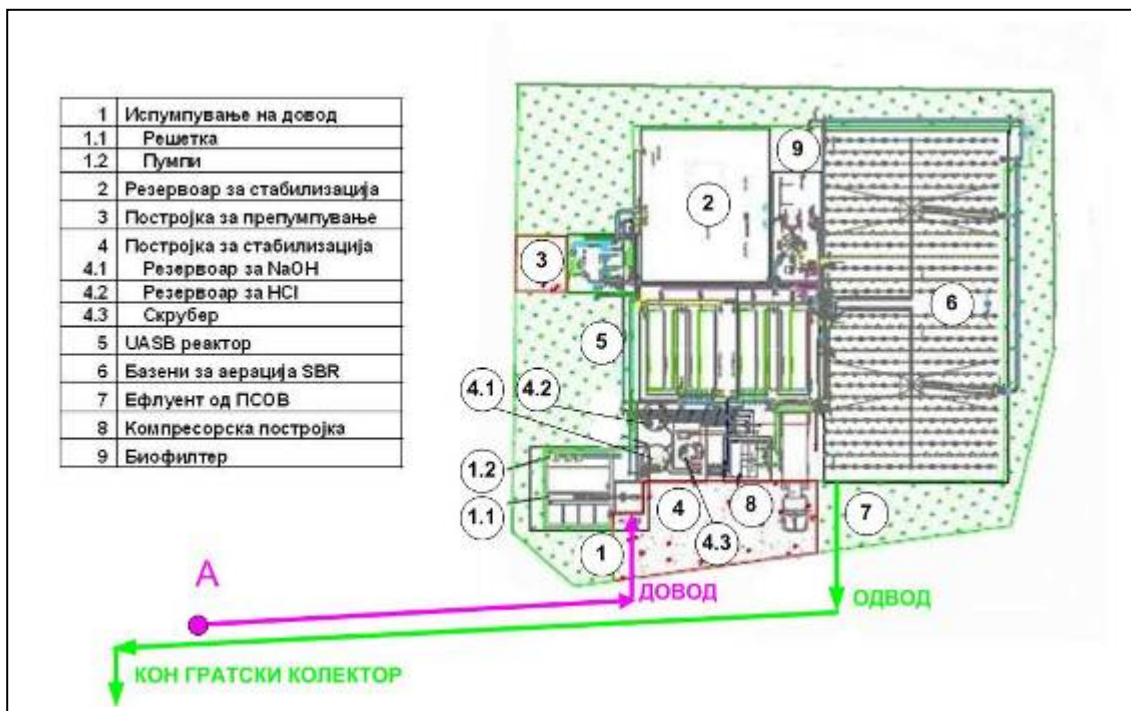 1 Испумпување на довод
1.1 Решетка
1.2 Пумпи
2 Резервоар за стабилизација
3 Постројка за препумпување
4 Постројка за стабилизација
4.1 Резервоар за NaOH
4.2 Резервоар за HCl
4.3 Скрубер
5 UASB реактор
6 Базени за аерација SBR
7 Ефлуент од ПСОВ
8 Компресорска постројка
9 Биофилтер
9
2
3
6
5
4.1 4.2
1.2
1.1
4
8
7
4.3
1
А
ДОВОД
ОДВОД
КОН ГРАТСКИ КОЛЕКТОР